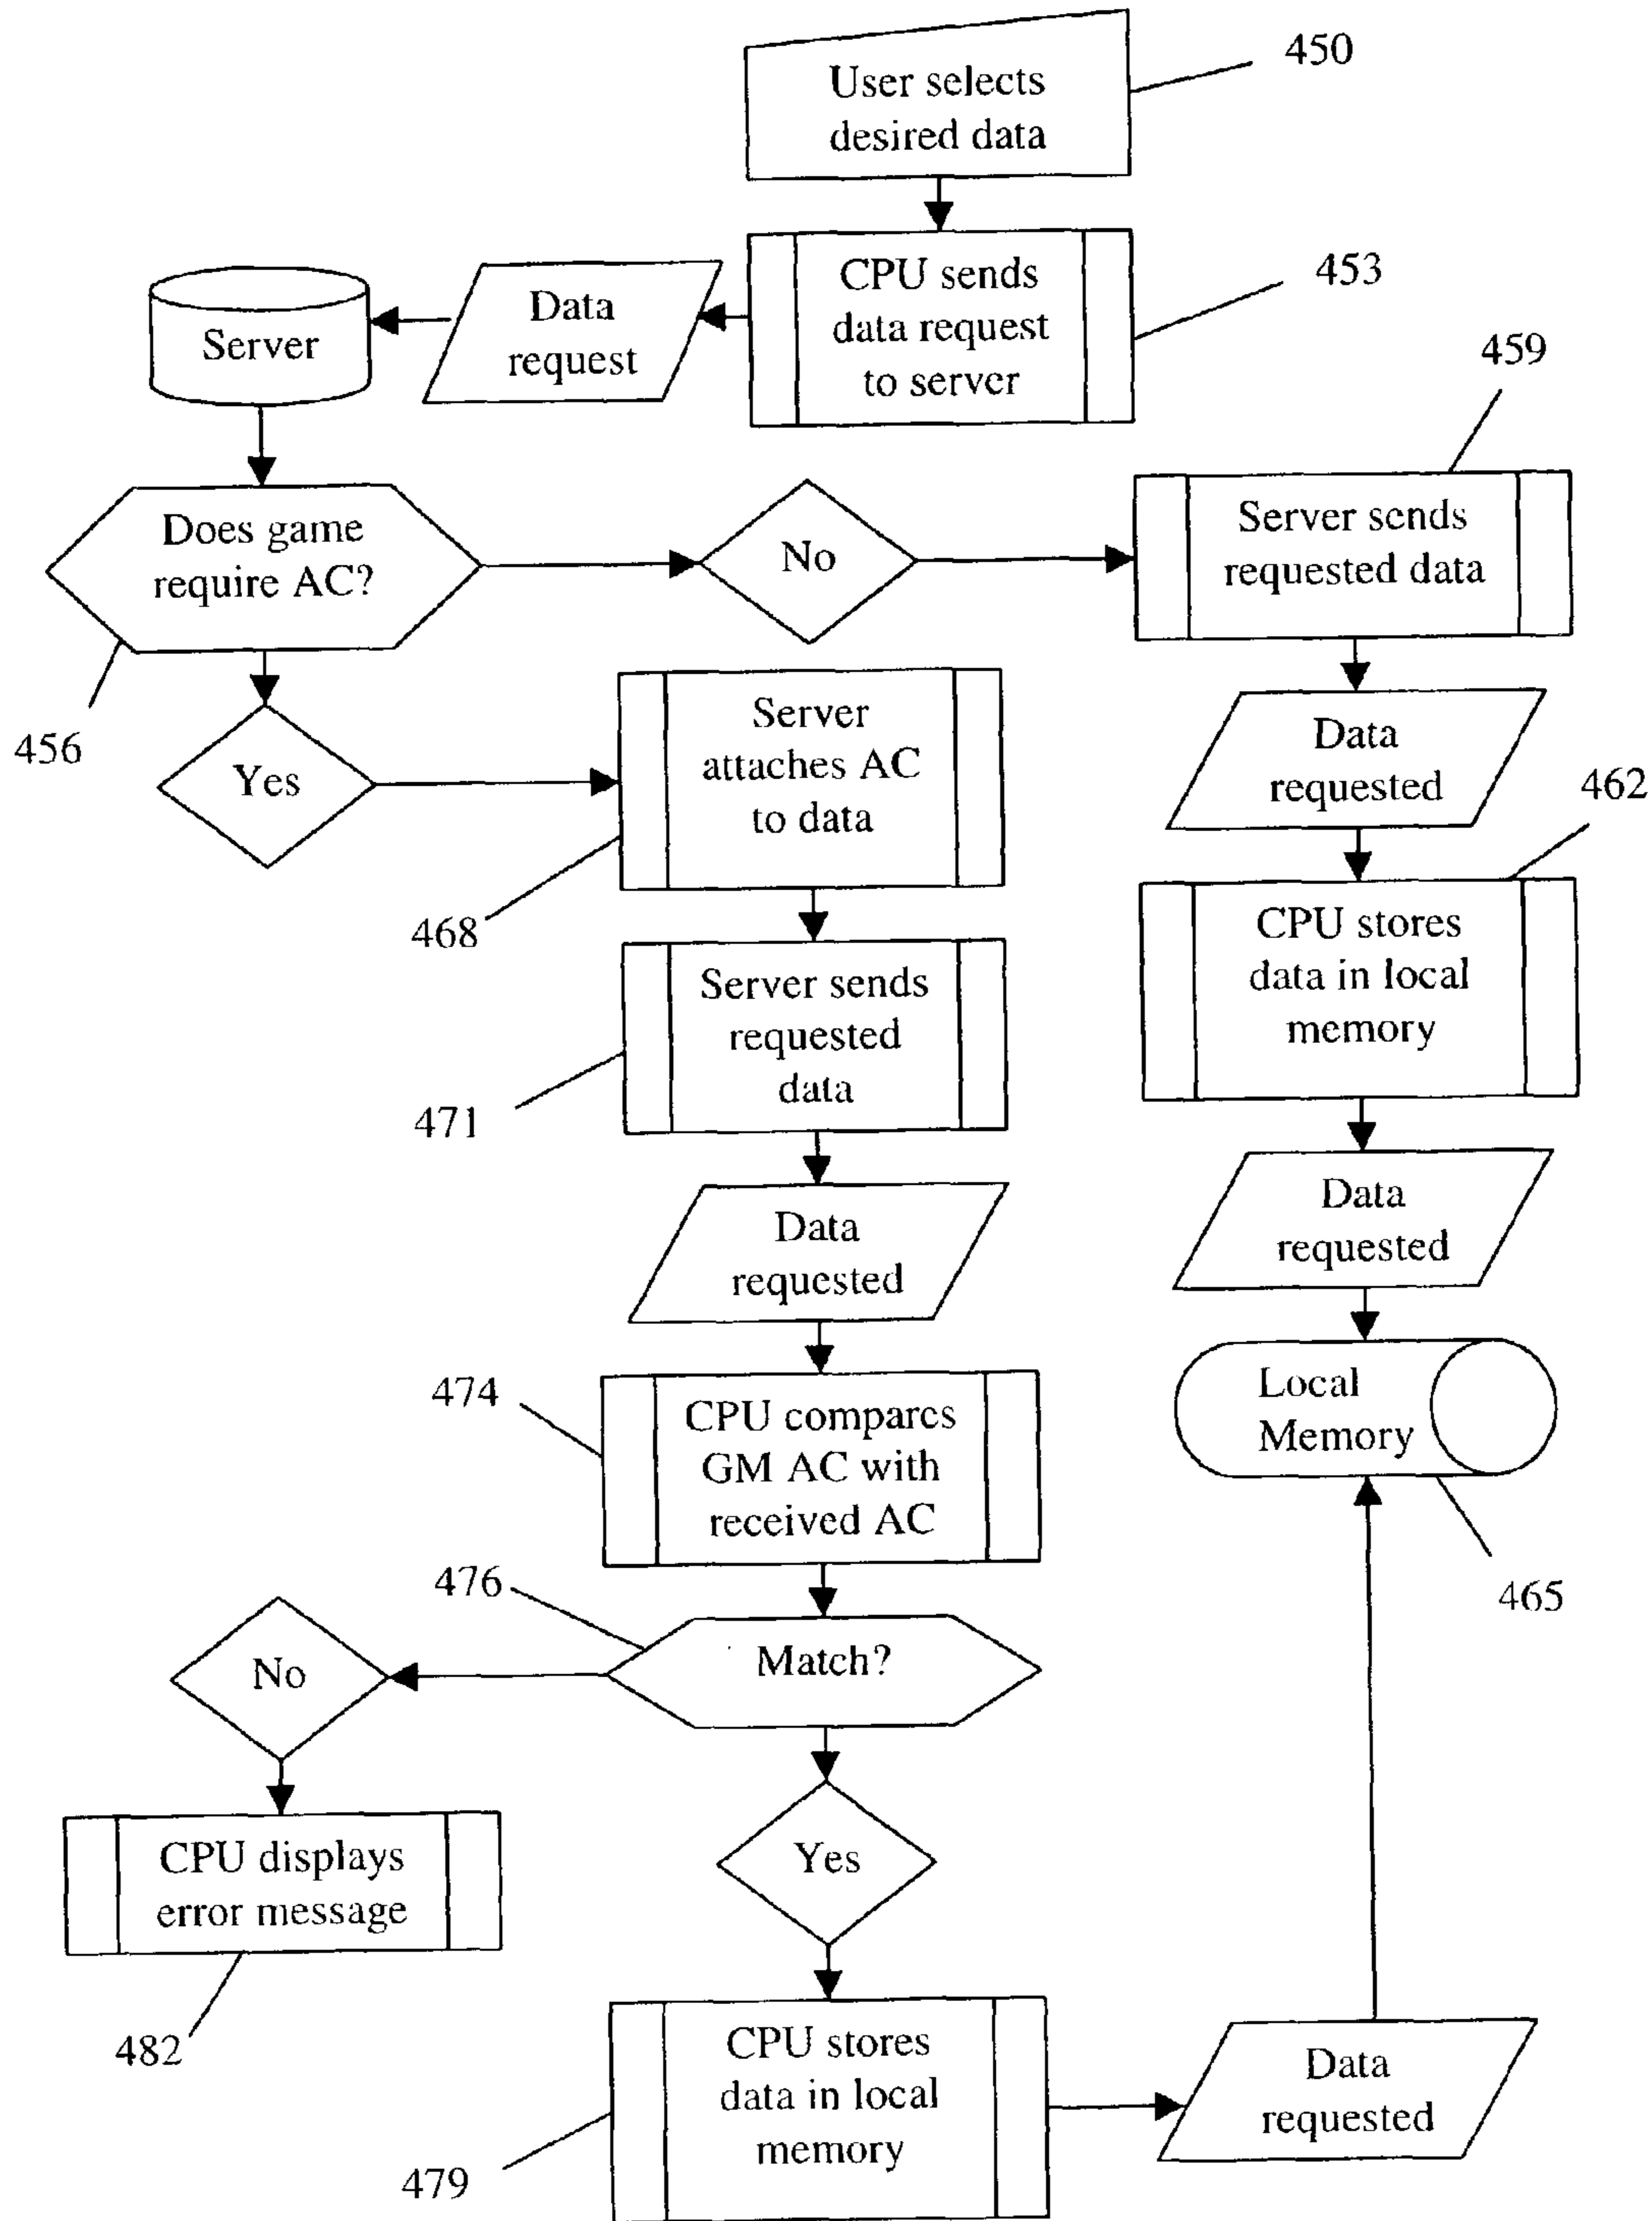 User selects
desired data
450
CPU sends
data request
to server
453
Data
request
Server
Does game
require AC?
456
No
Server sends
requested data
459
Yes
Server
attaches AC
to data
468
Data
requested
CPU stores
data in local
memory
462
Server sends
requested
data
471
Data
requested
Data
requested
Local
Memory
465
CPU compares
GM AC with
received AC
474
Match?
476
No
CPU displays
error message
482
Yes
CPU stores
data in local
memory
479
Data
requested